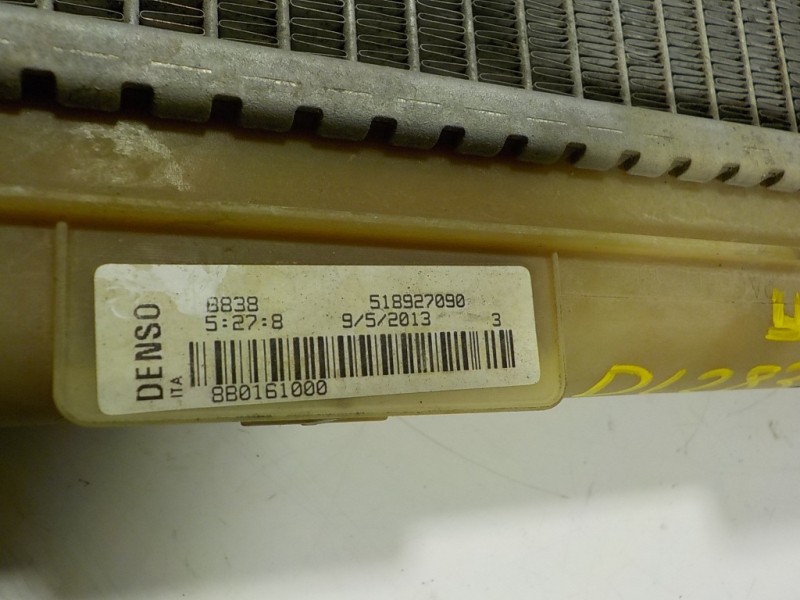 DENSO
ITA
8838 518927090
5:27:8 9/5/2013 3
8B0161000